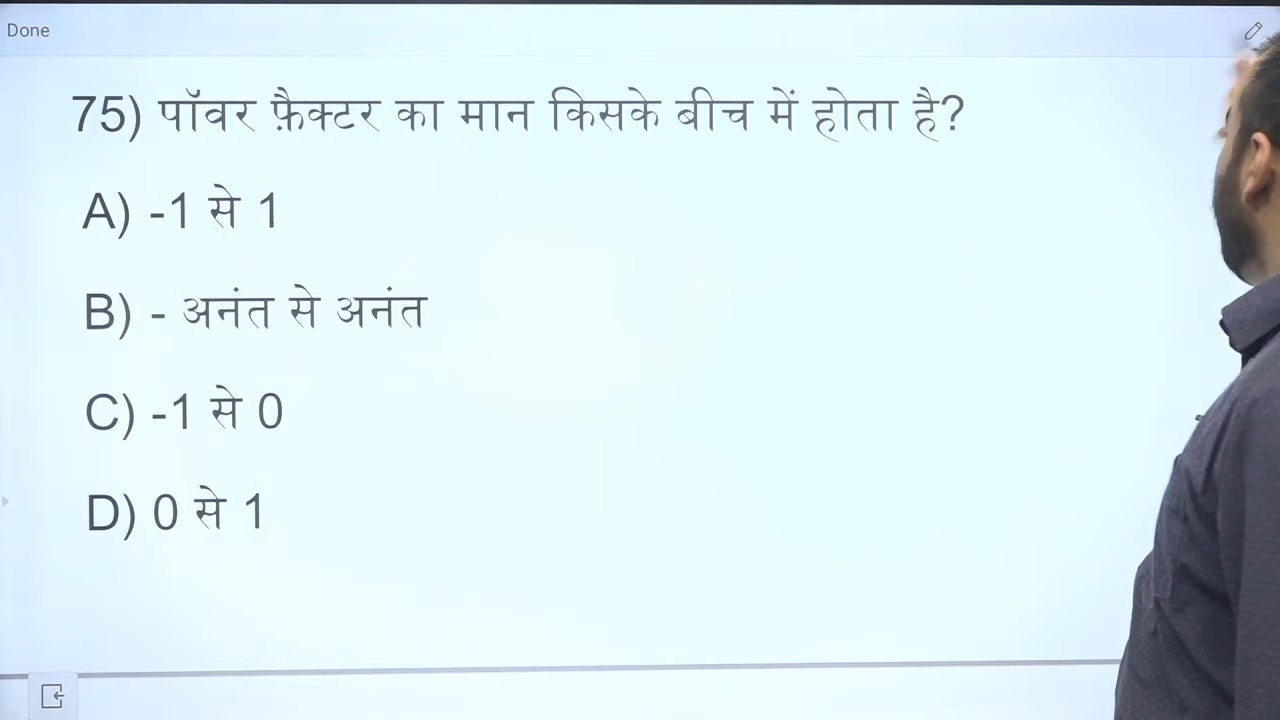 Done
75) पॉवर फ़ैक्टर का मान किसके बीच में होता है?
A) -1 से 1
B) - अनंत से अनंत
C) -1 से 0
D) 0 से 1